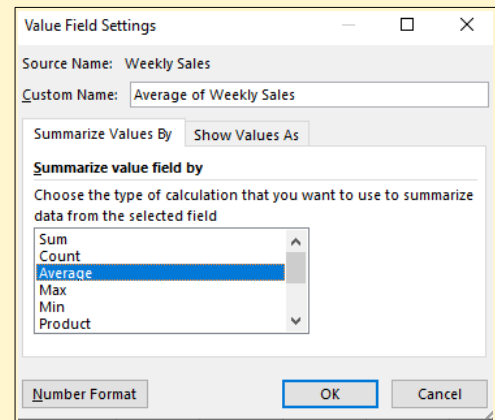 Value Field Settings
Source Name: Weekly Sales
Custom Name: Average of Weekly Sales
Summarize Values By Show Values As
Summarize value field by
Choose the type of calculation that you want to use to summarize
data from the selected field
Sum
Count
Average
Max
Min
Product
Number Format OK Cancel